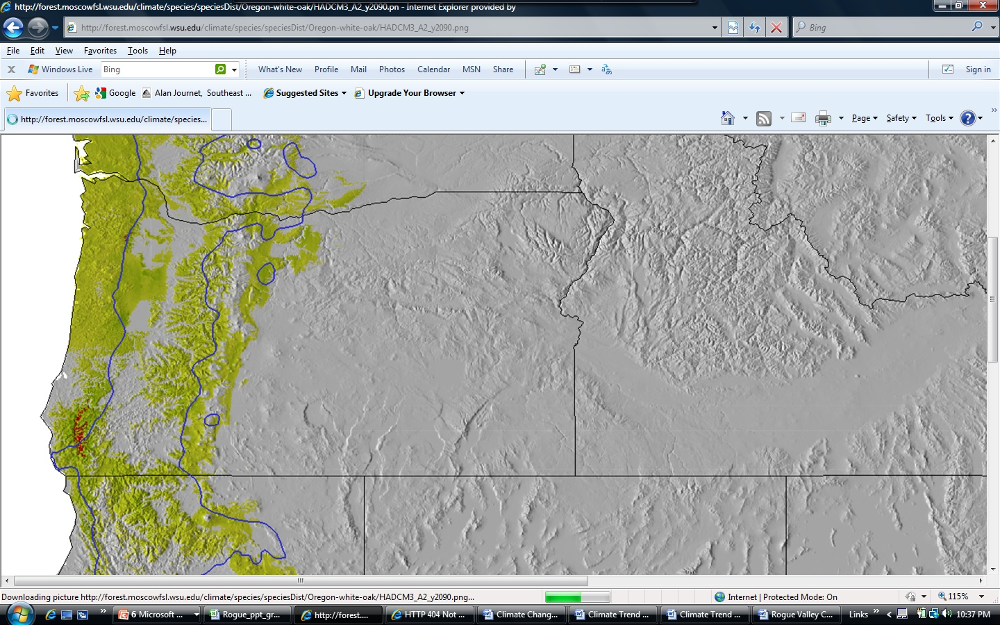 http://forest.moscowfsl.wsu.edu/climate/species/speciesDist/Oregon-white-oak/HADCM3_A2_y2090.pn - Internet Explorer provided by
http://forest.moscowfsl.wsu.edu/climate/species/speciesDist/Oregon-white-oak/HADCM3_A2_y2090.png
Bing
File Edit View Favorites Tools Help
Windows Live Bing What's New Profile Mail Photos Calendar MSN Share Sign in
Favorites Google Alan Journet, Southeast ... Suggested Sites Upgrade Your Browser
http://forest.moscowfsl.wsu.edu/climate/species... Page Safety Tools
Downloading picture http://forest.moscowfsl.wsu.edu/climate/species/speciesDist/Oregon-white-oak/HADCM3_A2_y2090.png... Internet | Protected Mode: On 115%
6 Microsoft ... Rogue_ppt_gr... http://forest.... HTTP 404 Not ... Climate Chang... Climate Trend ... Climate Trend ... Rogue Valley C... Links 10:37 PM